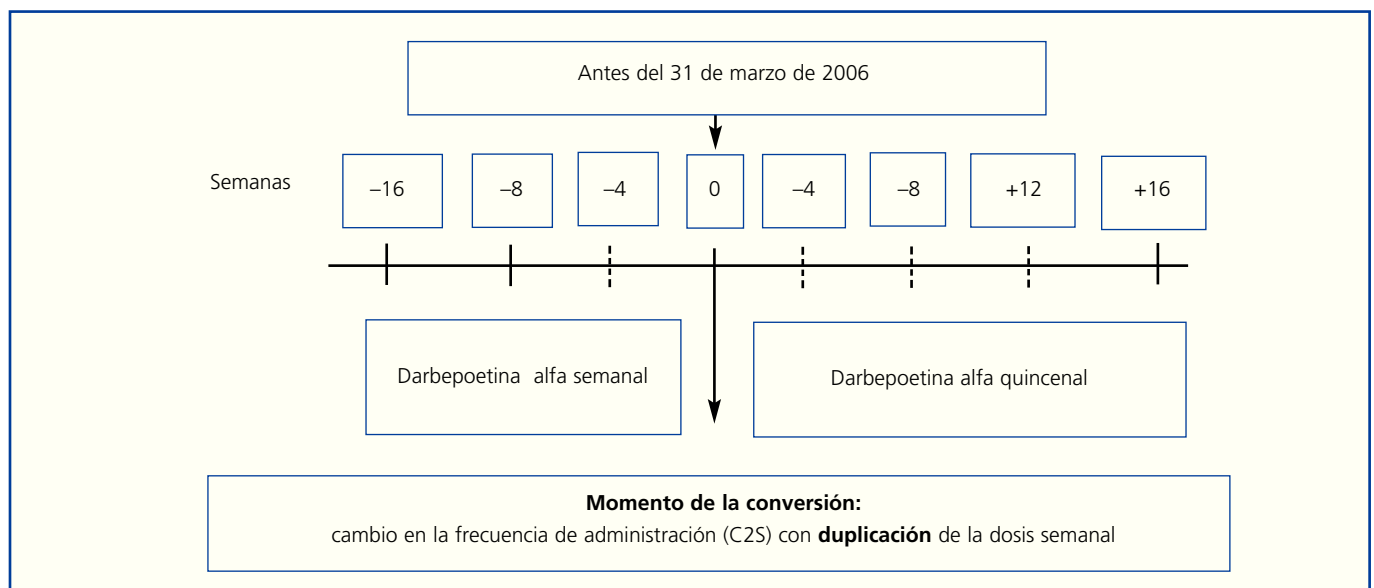 Antes del 31 de marzo de 2006
Semanas –16 –8 –4 0 –4 –8 +12 +16
Darbepoetina alfa semanal
Darbepoetina alfa quincenal
Momento de la conversión:
cambio en la frecuencia de administración (C2S) con duplicación de la dosis semanal